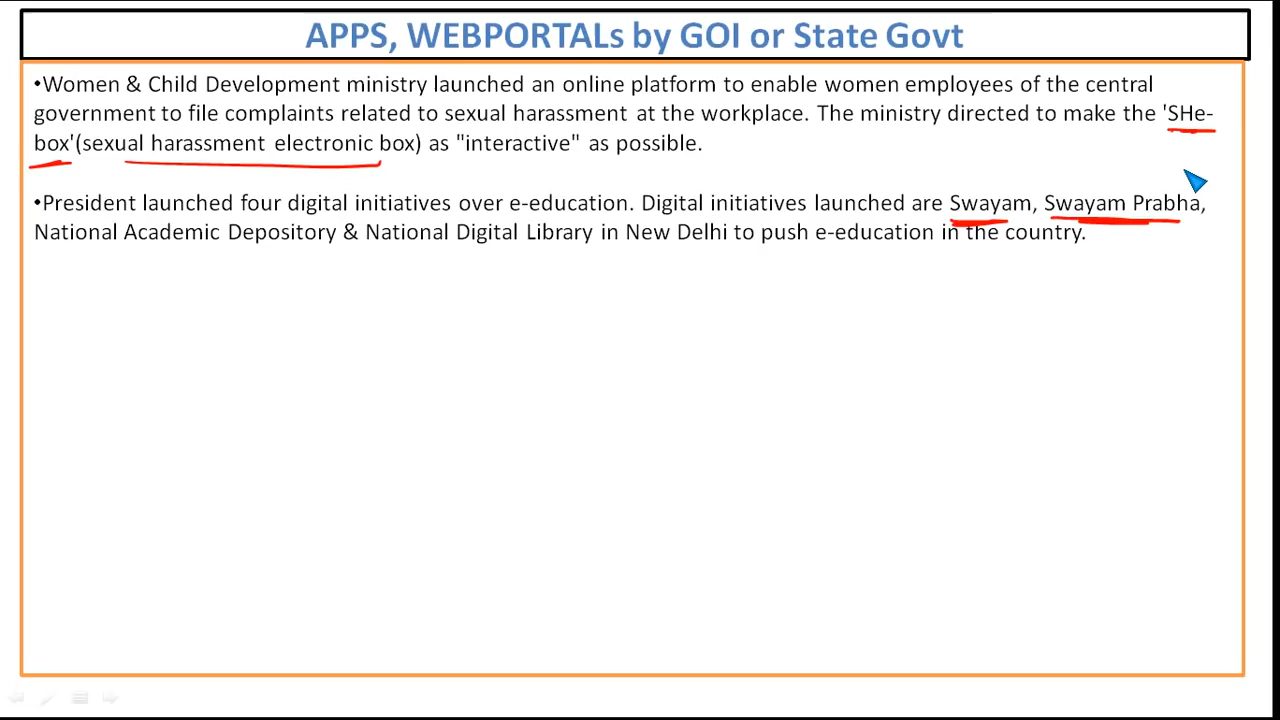 APPS, WEBPORTALs by GOI or State Govt
•Women & Child Development ministry launched an online platform to enable women employees of the central
government to file complaints related to sexual harassment at the workplace. The ministry directed to make the 'SHe-
box'(sexual harassment electronic box) as "interactive" as possible.
•President launched four digital initiatives over e-education. Digital initiatives launched are Swayam, Swayam Prabha,
National Academic Depository & National Digital Library in New Delhi to push e-education in the country.